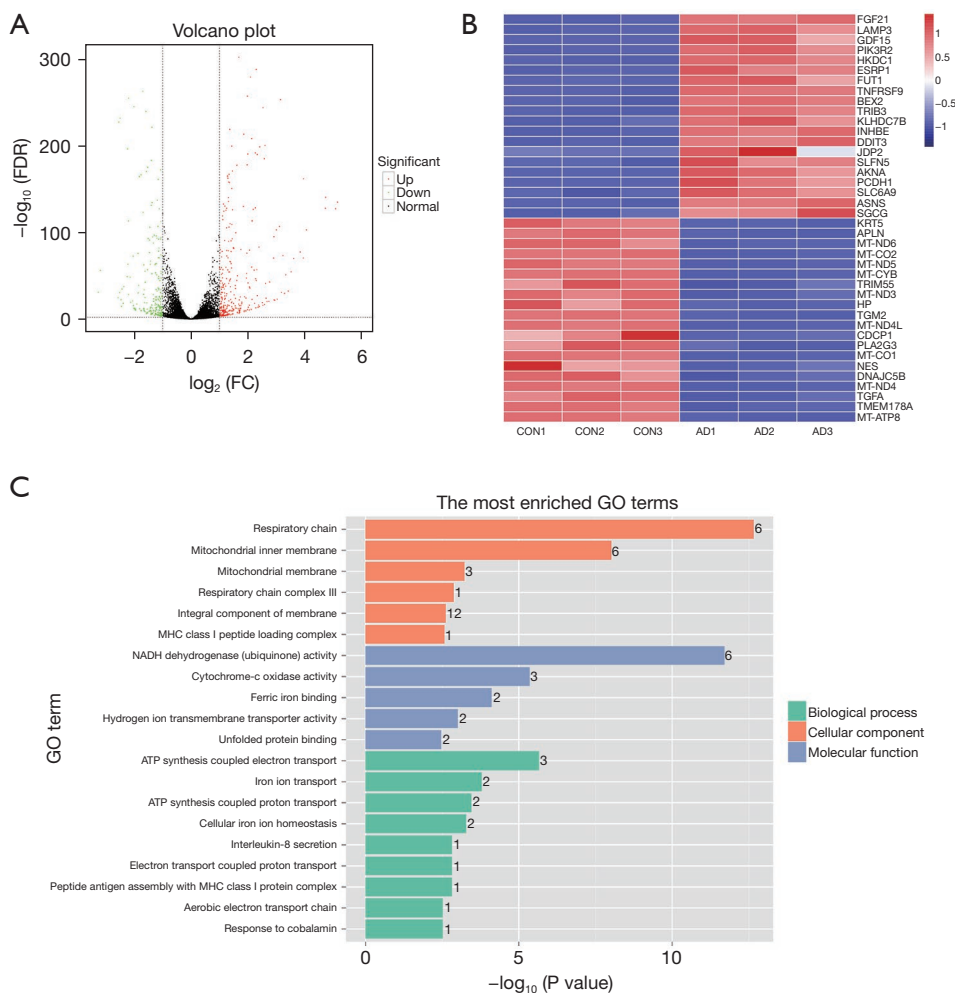 A
Volcano plot
300
200
100
0
−log10 (FDR)
−2
0
2
4
6
log2 (FC)
Significant
Up
Down
Normal
B
FGF21
LAMP3
GDF15
PIK3R2
HKDC1
ESRP1
FUT1
TNFRSF9
BEX2
TRIB3
KLHDC7B
INHBE
DDIT3
JDP2
SLFN5
AKNA
PCDH1
SLC6A9
ASNS
SGCG
KRT5
APLN
MT-ND6
MT-CO2
MT-ND5
MT-CYB
TRIM55
MT-ND3
HP
TGM2
MT-ND4L
CDCP1
PLA2G3
MT-CO1
NES
DNAJC5B
MT-ND4
TGFA
TMEM178A
MT-ATP8
CON1
CON2
CON3
AD1
AD2
AD3
1
0.5
0
−0.5
−1
C
The most enriched GO terms
GO term
Respiratory chain 6
Mitochondrial inner membrane 6
Mitochondrial membrane 3
Respiratory chain complex III 1
Integral component of membrane 12
MHC class I peptide loading complex 1
NADH dehydrogenase (ubiquinone) activity 6
Cytochrome-c oxidase activity 3
Ferric iron binding 2
Hydrogen ion transmembrane transporter activity 2
Unfolded protein binding 2
ATP synthesis coupled electron transport 3
Iron ion transport 2
ATP synthesis coupled proton transport 2
Cellular iron ion homeostasis 2
Interleukin-8 secretion 1
Electron transport coupled proton transport 1
Peptide antigen assembly with MHC class I protein complex 1
Aerobic electron transport chain 1
Response to cobalamin 1
0
5
10
−log10 (P value)
Biological process
Cellular component
Molecular function